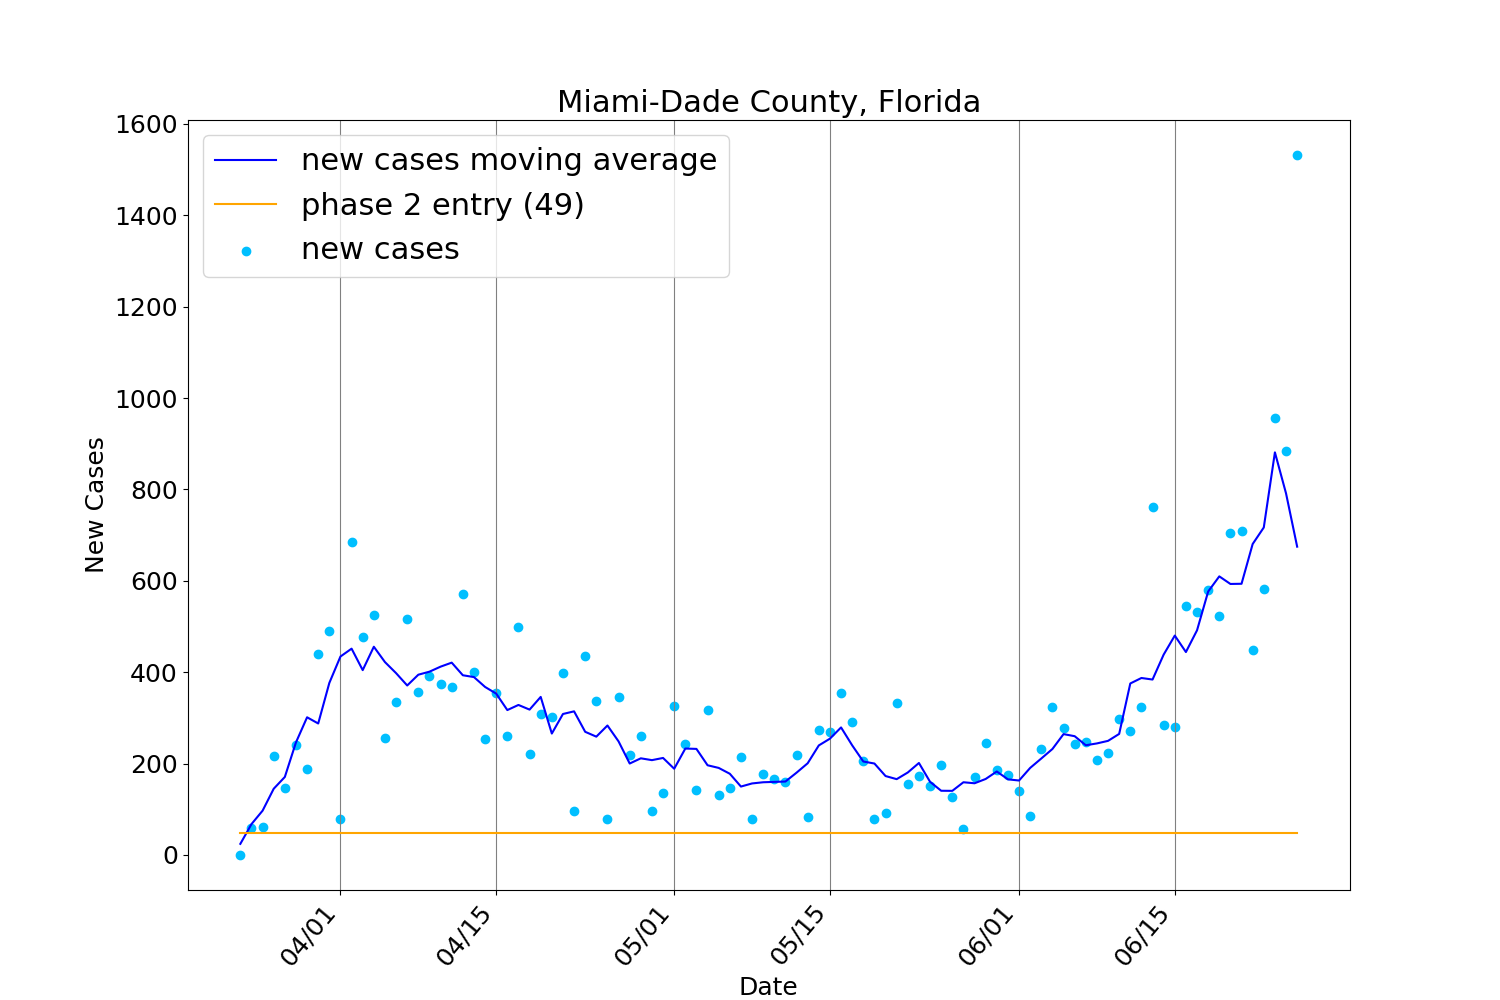 Miami-Dade County, Florida
1600
1400
1200
1000
800
600
400
200
0
New Cases
new cases moving average
phase 2 entry (49)
new cases
04/01
04/15
05/01
05/15
06/01
06/15
Date